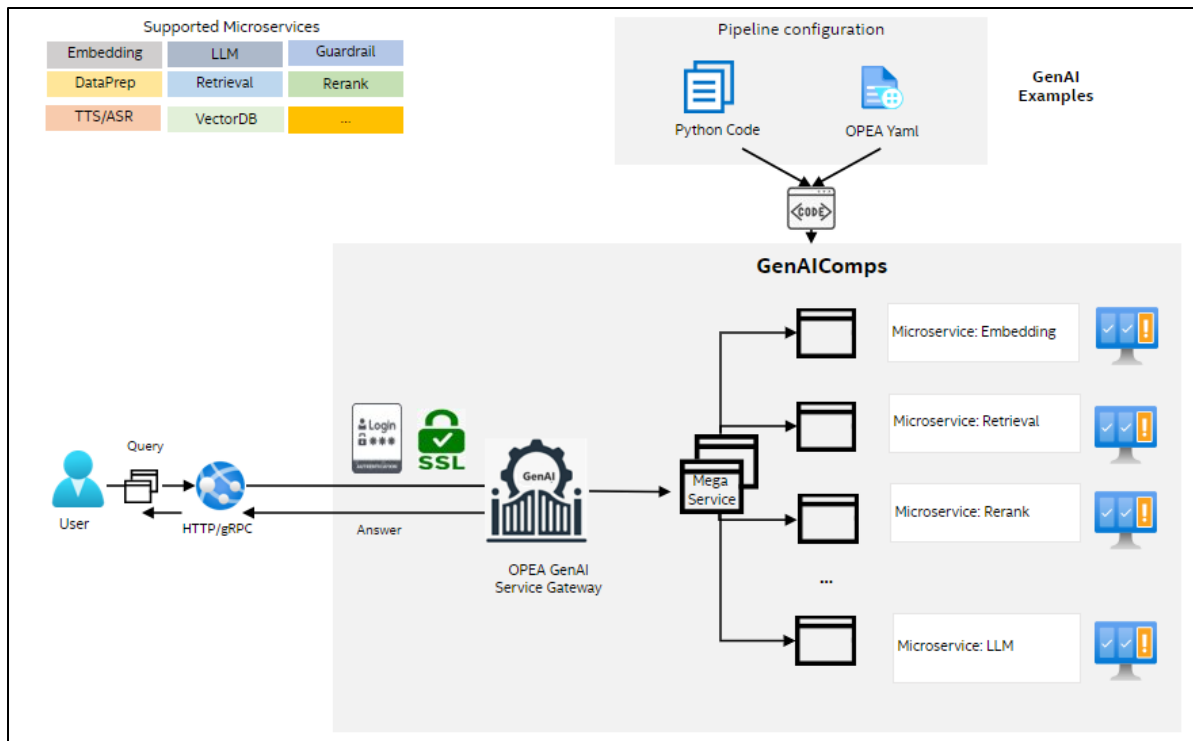 Supported Microservices
Embedding
LLM
Guardrail
DataPrep
Retrieval
Rerank
TTS/ASR
VectorDB
...
Pipeline configuration
Python Code
OPEA Yaml
GenAI
Examples
<CODE>
GenAIComps
Microservice: Embedding
Microservice: Retrieval
Microservice: Rerank
...
Microservice: LLM
Mega
Service
Login
***
AUTHENTICATION
SSL
GenAI
OPEA GenAI
Service Gateway
Query
User
HTTP/gRPC
Answer